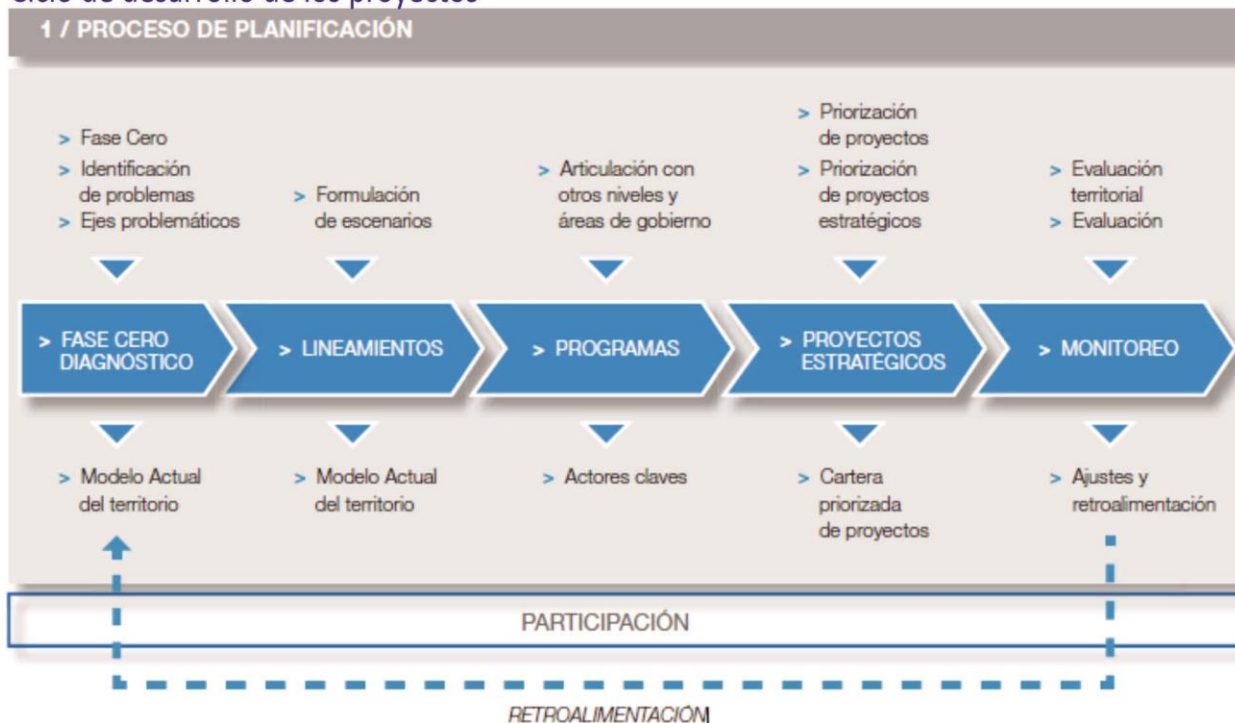 Ciclo de desarrollo de los proyectos
1 / PROCESO DE PLANIFICACIÓN
> Fase Cero
> Identificación
de problemas
> Ejes problemáticos
> Formulación
de escenarios
> Articulación con
otros niveles y
áreas de gobierno
> Priorización
de proyectos
> Priorización
de proyectos
estratégicos
> Evaluación
territorial
> Evaluación
> FASE CERO
DIAGNÓSTICO
> LINEAMIENTOS
> PROGRAMAS
> PROYECTOS
ESTRATÉGICOS
> MONITOREO
> Modelo Actual
del territorio
> Modelo Actual
del territorio
> Actores claves
> Cartera
priorizada
de proyectos
> Ajustes y
retroalimentación
PARTICIPACIÓN
RETROALIMENTACIÓN